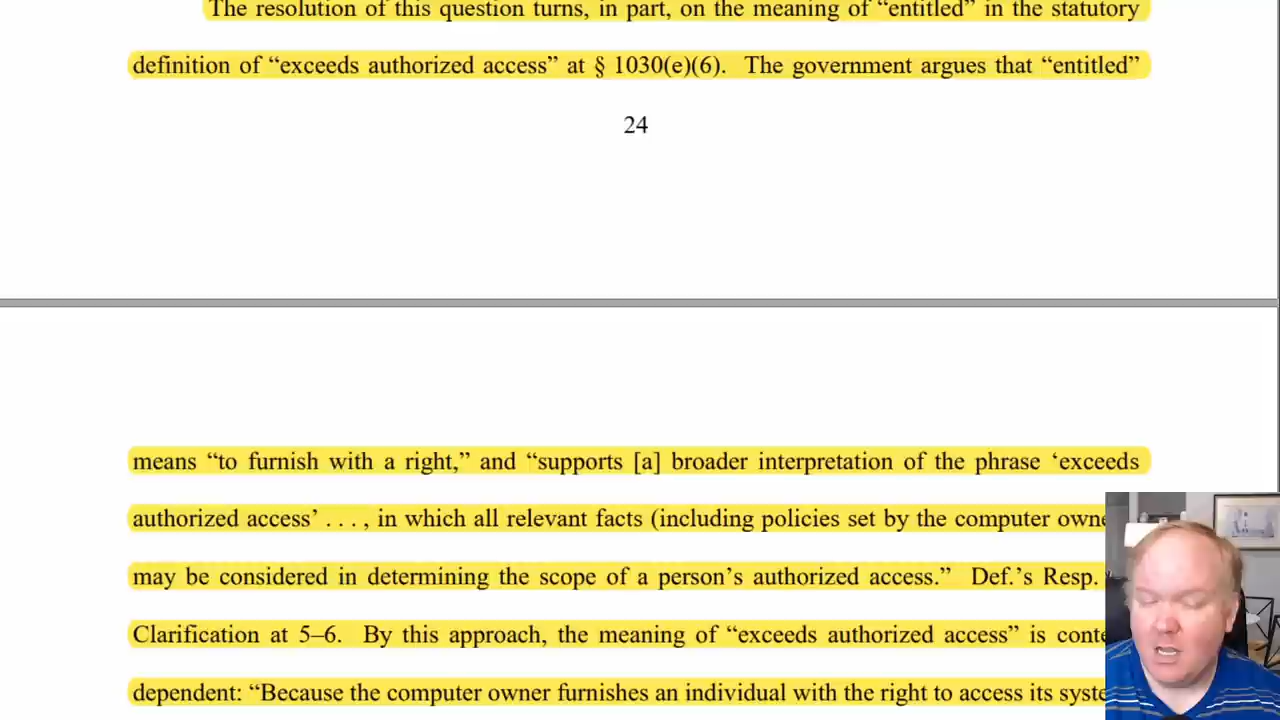 The resolution of this question turns, in part, on the meaning of “entitled” in the statutory
definition of “exceeds authorized access” at § 1030(e)(6). The government argues that “entitled”
24
means “to furnish with a right,” and “supports [a] broader interpretation of the phrase ‘exceeds
authorized access’ . . . , in which all relevant facts (including policies set by the computer
may be considered in determining the scope of a person’s authorized access.” Def.’s Resp.
Clarification at 5–6. By this approach, the meaning of “exceeds authorized access” is
dependent: “Because the computer owner furnishes an individual with the right to access its